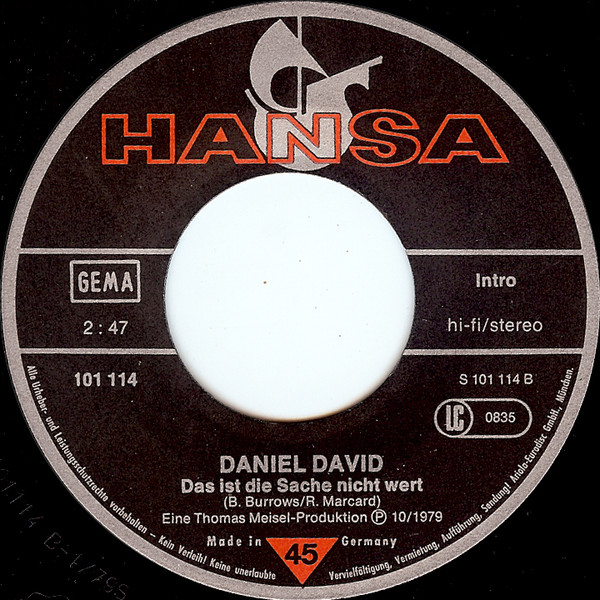 HANSA
GEMA
Intro
2 : 47
hi-fi/stereo
101 114
S 101 114 B
LC 0835
DANIEL DAVID
Das ist die Sache nicht wert
(B. Burrows/R. Marcard)
Eine Thomas Meisel-Produktion Ⓟ 10/1979
Made in 45 Germany
Alle Urheber- und Leistungsschutzrechte vorbehalten – Kein Verleih! Keine unerlaubte Vervielfältigung, Vermietung, Aufführung, Sendung! Ariola-Eurodisc GmbH., München.